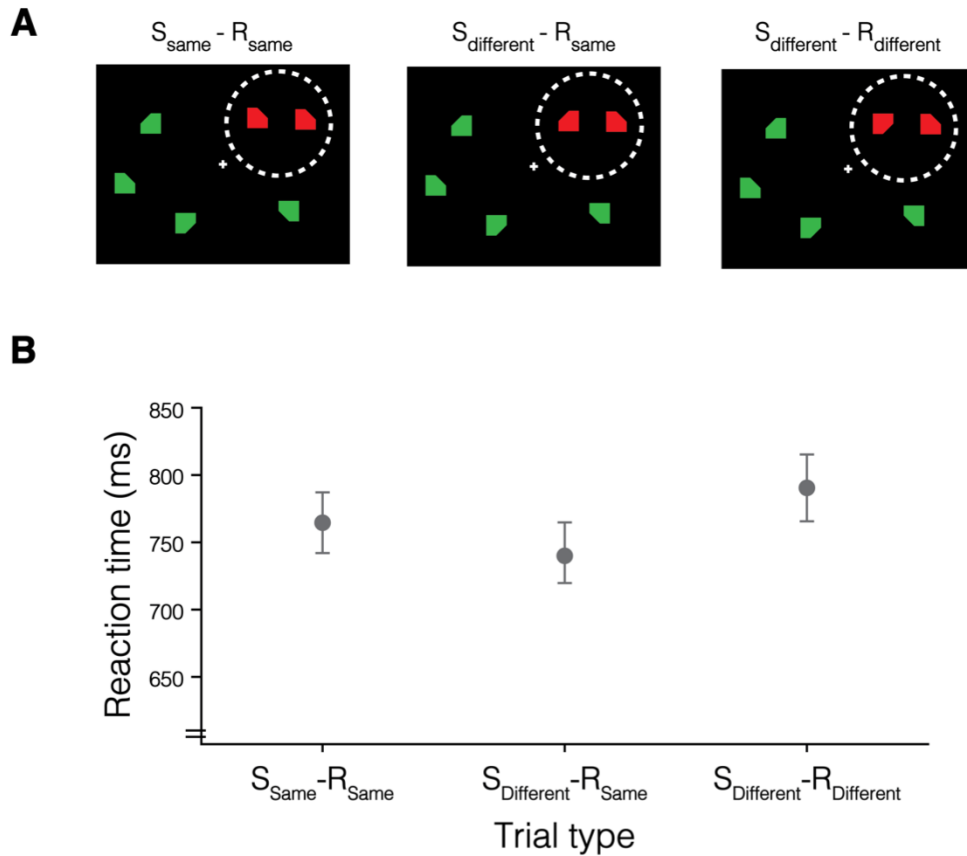 A
Ssame - Rsame
Sdifferent - Rsame
Sdifferent - Rdifferent
B
850
800
750
700
650
Reaction time (ms)
SSame-RSame
SDifferent-RSame
SDifferent-RDifferent
Trial type